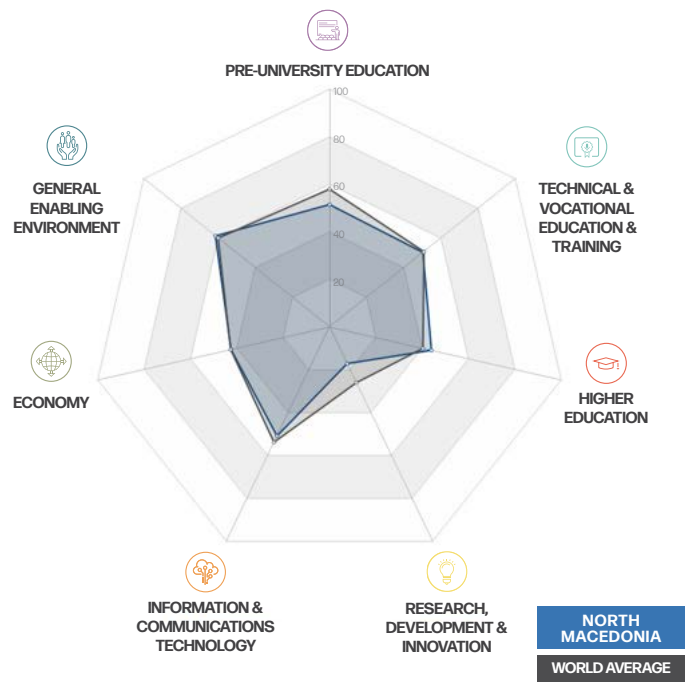 PRE-UNIVERSITY EDUCATION
100
80
60
40
20
GENERAL
ENABLING
ENVIRONMENT
TECHNICAL &
VOCATIONAL
EDUCATION &
TRAINING
ECONOMY
HIGHER
EDUCATION
INFORMATION &
COMMUNICATIONS
TECHNOLOGY
RESEARCH,
DEVELOPMENT &
INNOVATION
NORTH
MACEDONIA
WORLD AVERAGE